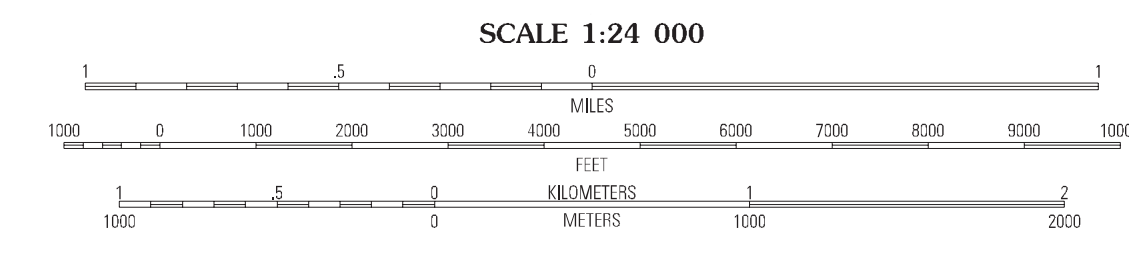 SCALE 1:24 000
1 .5 0 1
MILES
1000 0 1000 2000 3000 4000 5000 6000 7000 8000 9000 1000
FEET
1 .5 0 KILOMETERS 1 2
1000 0 METERS 1000 2000